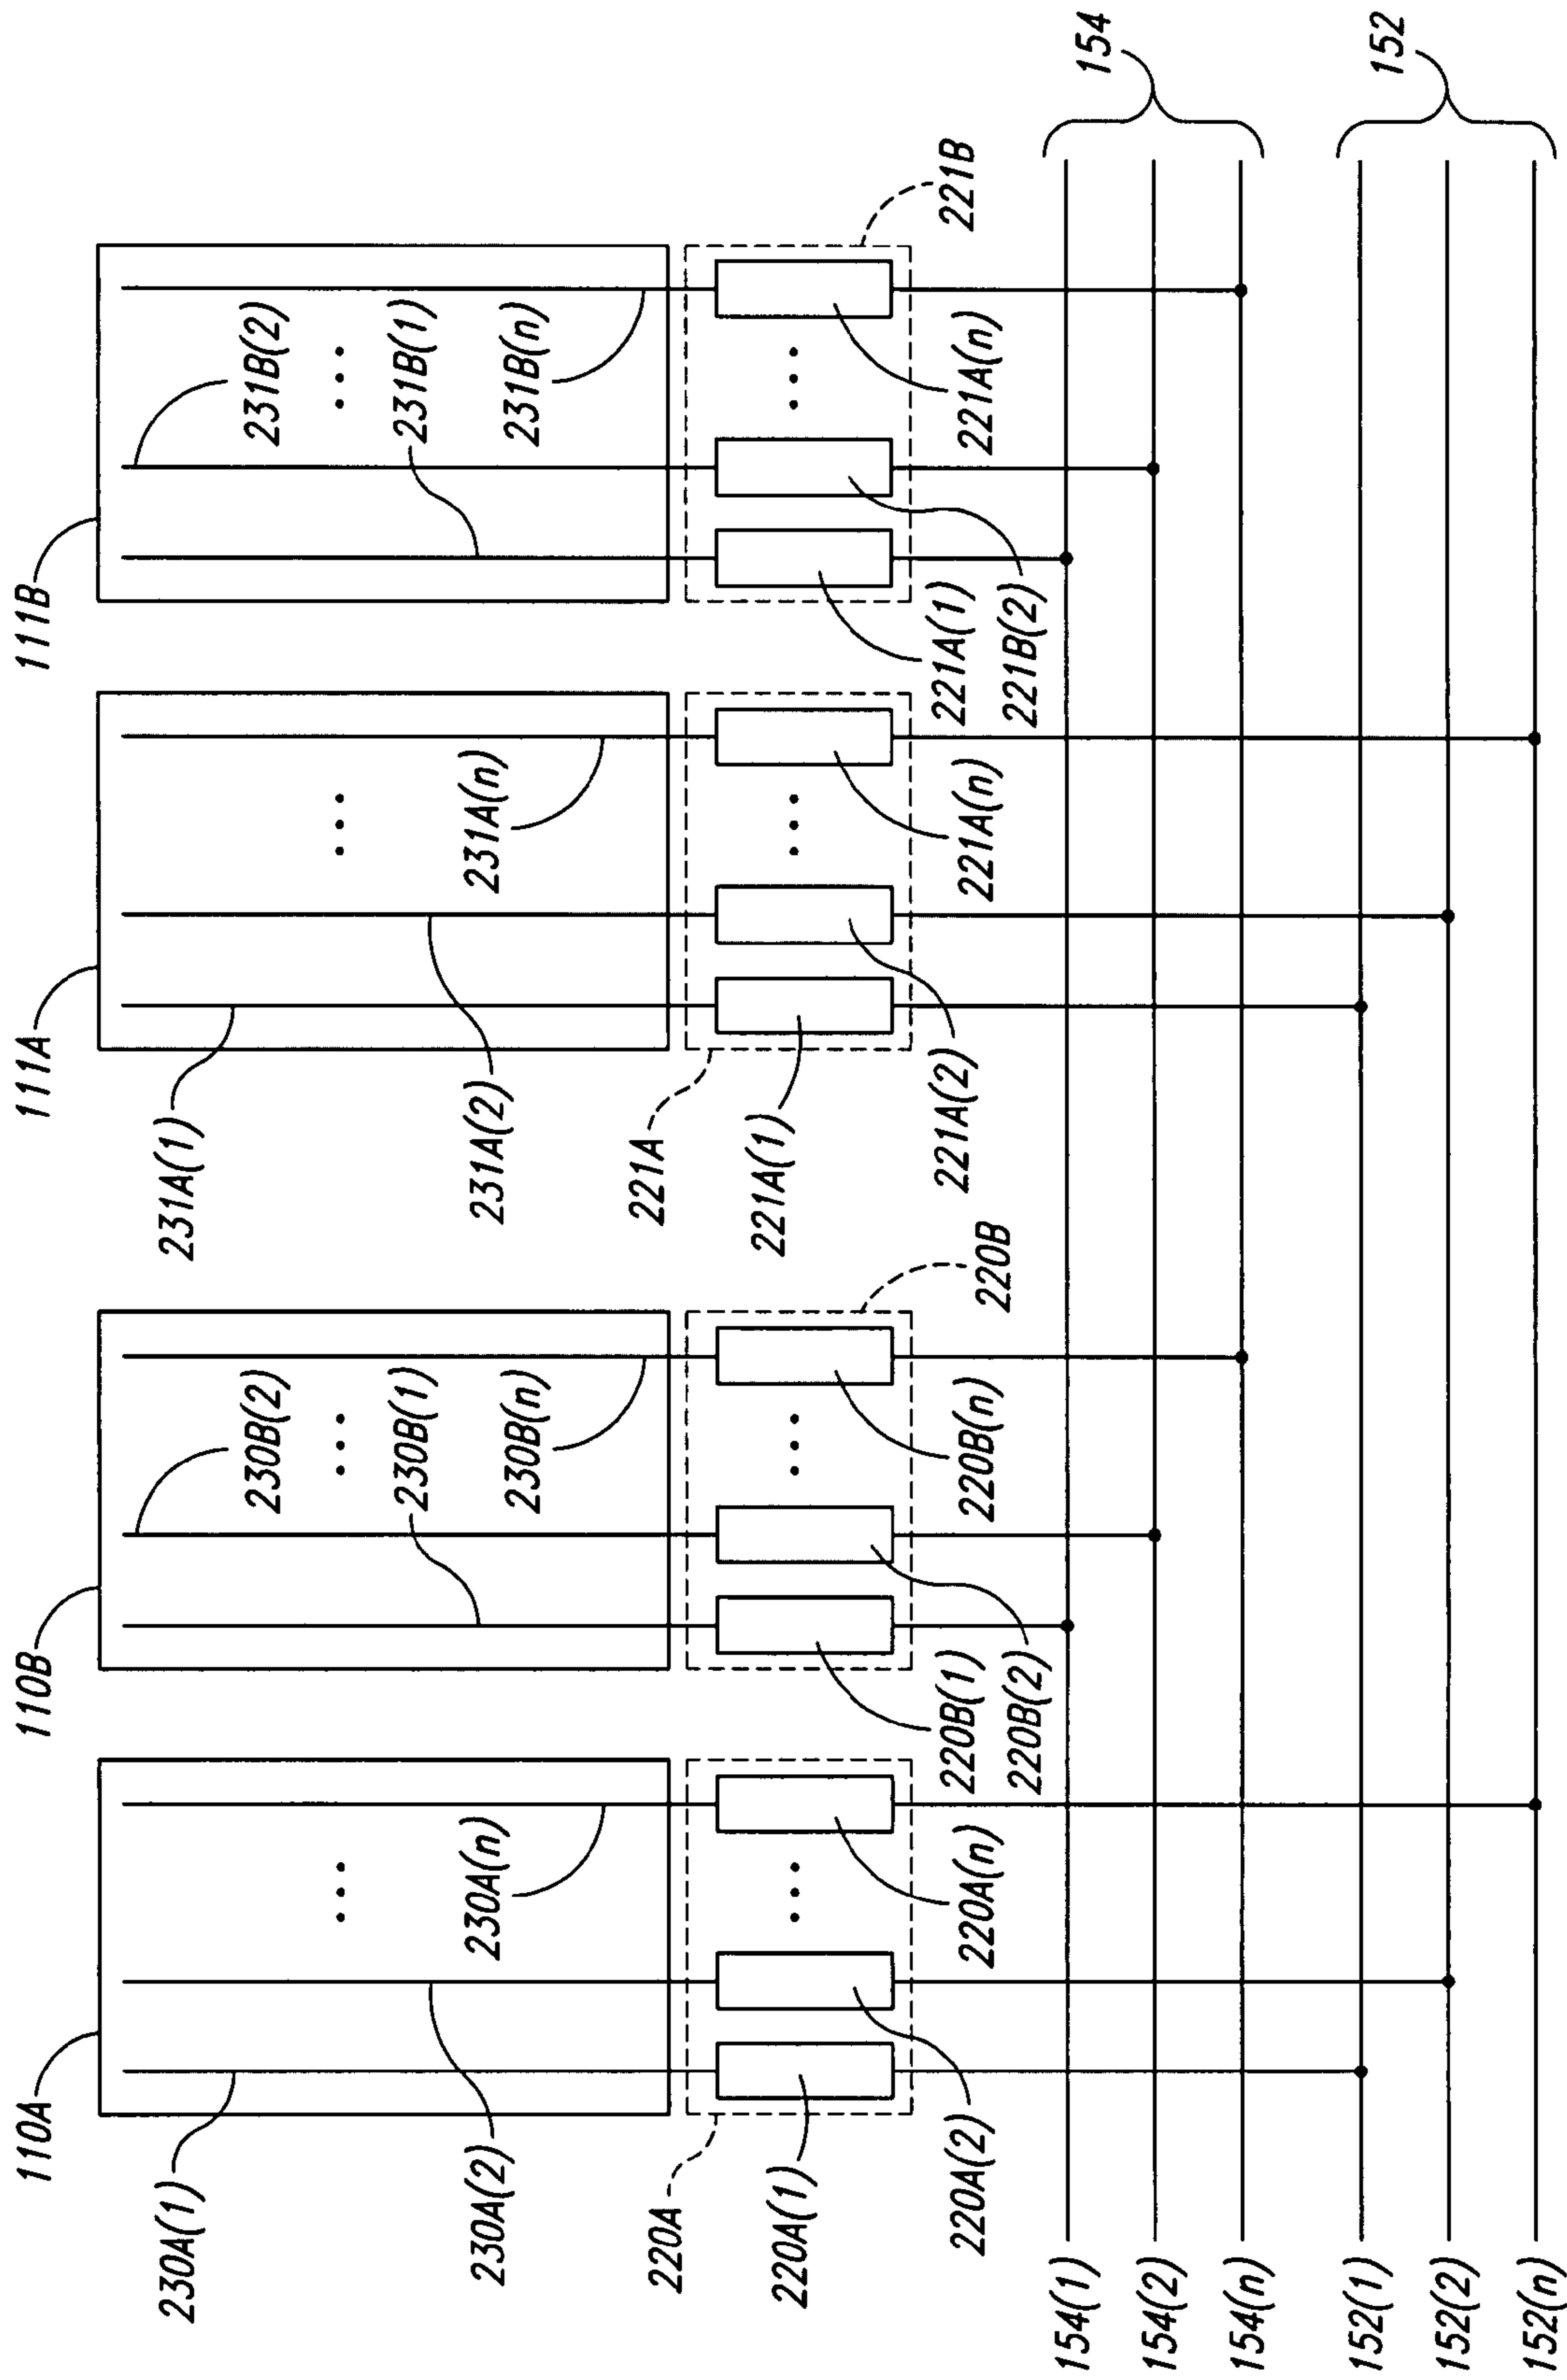 110A
110B
111A
111B
230A(1)
230A(2)
230A(n)
230B(2)
230B(1)
230B(n)
231A(1)
231A(2)
231A(n)
231B(2)
231B(1)
231B(n)
220A
220A(1)
220A(2)
220A(n)
220B(1)
220B(2)
220B(n)
220B
221A
221A(1)
221A(2)
221A(n)
221A(1)
221B(2)
221A(n)
221B
154(1)
154(2)
154(n)
154
152(1)
152(2)
152(n)
152